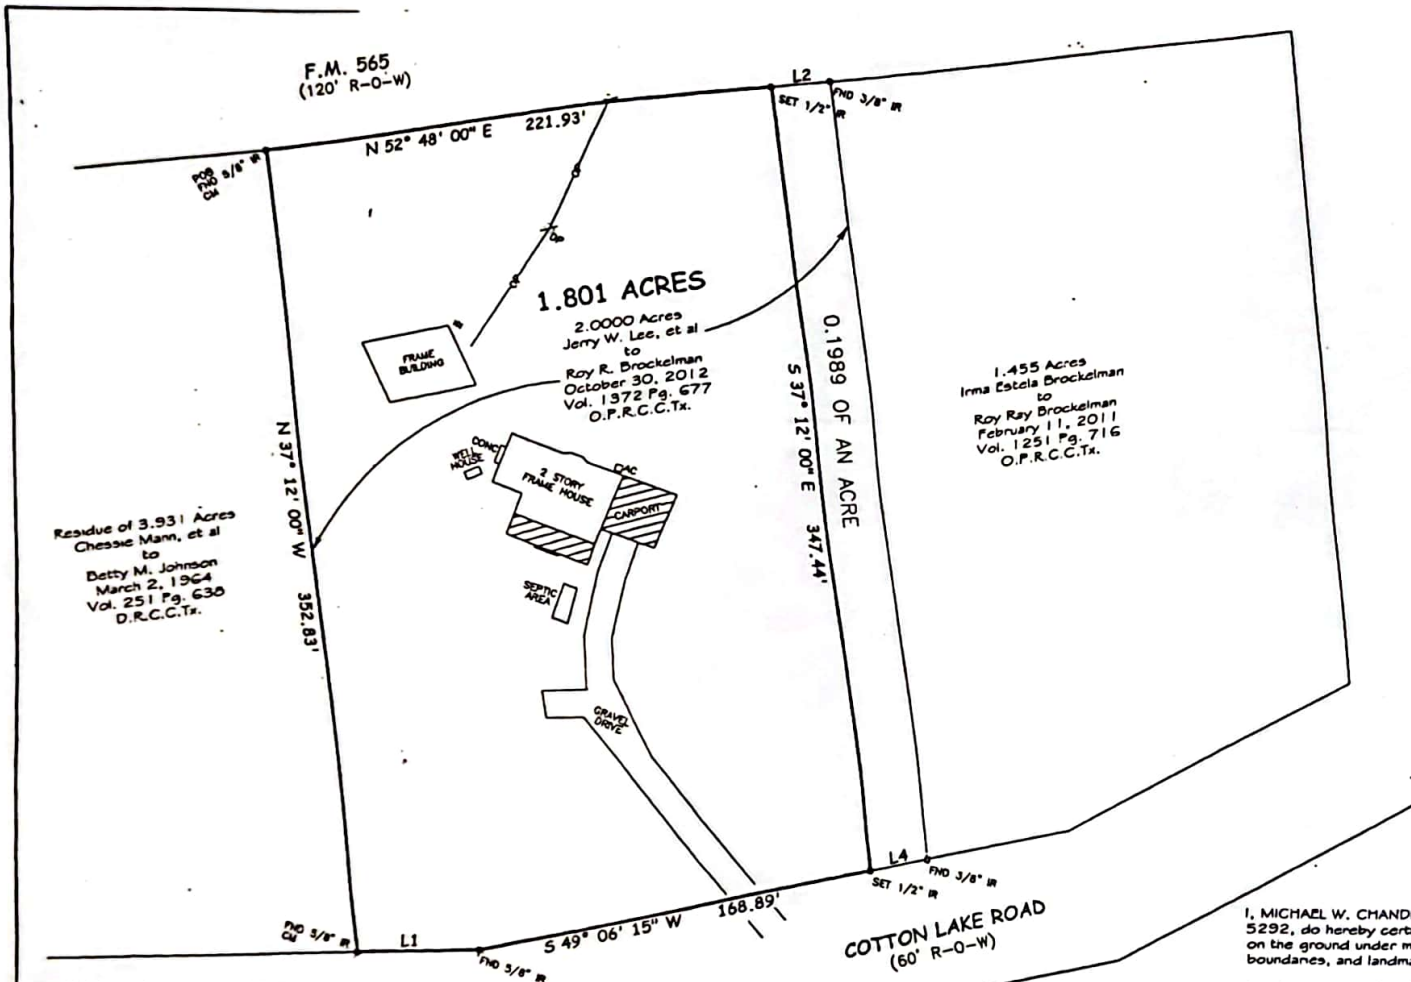 F.M. 565
(120' R-O-W)
L2
FND 3/8" IR
SET 1/2" IR
N 52° 48' 00" E 221.93'
POB
FND 5/8" IR
CM
DP
1.801 ACRES
2.0000 Acres
Jerry W. Lee, et al
to
Roy R. Brockelman
October 30, 2012
Vol. 1372 Pg. 677
O.P.R.C.C.Tx.
FRAME
BUILDING
0.1989 OF AN ACRE
S 37° 12' 00" E 347.44'
1.455 Acres
Irma Estela Brockelman
to
Roy Ray Brockelman
February 11, 2011
Vol. 1251 Pg. 716
O.P.R.C.C.Tx.
N 37° 12' 00" W 352.83'
CONC
WELL
HOUSE
2 STORY
FRAME HOUSE
AC
CARPORT
Residue of 3.931 Acres
Chessie Mann, et al
to
Betty M. Johnson
March 2, 1964
Vol. 251 Pg. 638
D.R.C.C.Tx.
SEPTIC
AREA
GRAVEL
DRIVE
FND 5/8" IR
CM
L1
FND 5/8" IR
S 49° 06' 15" W 168.89'
L4
SET 1/2" IR
FND 3/8" IR
COTTON LAKE ROAD
(60' R-O-W)
I, MICHAEL W. CHAND
5292, do hereby cert
on the ground under m
boundaries, and landma